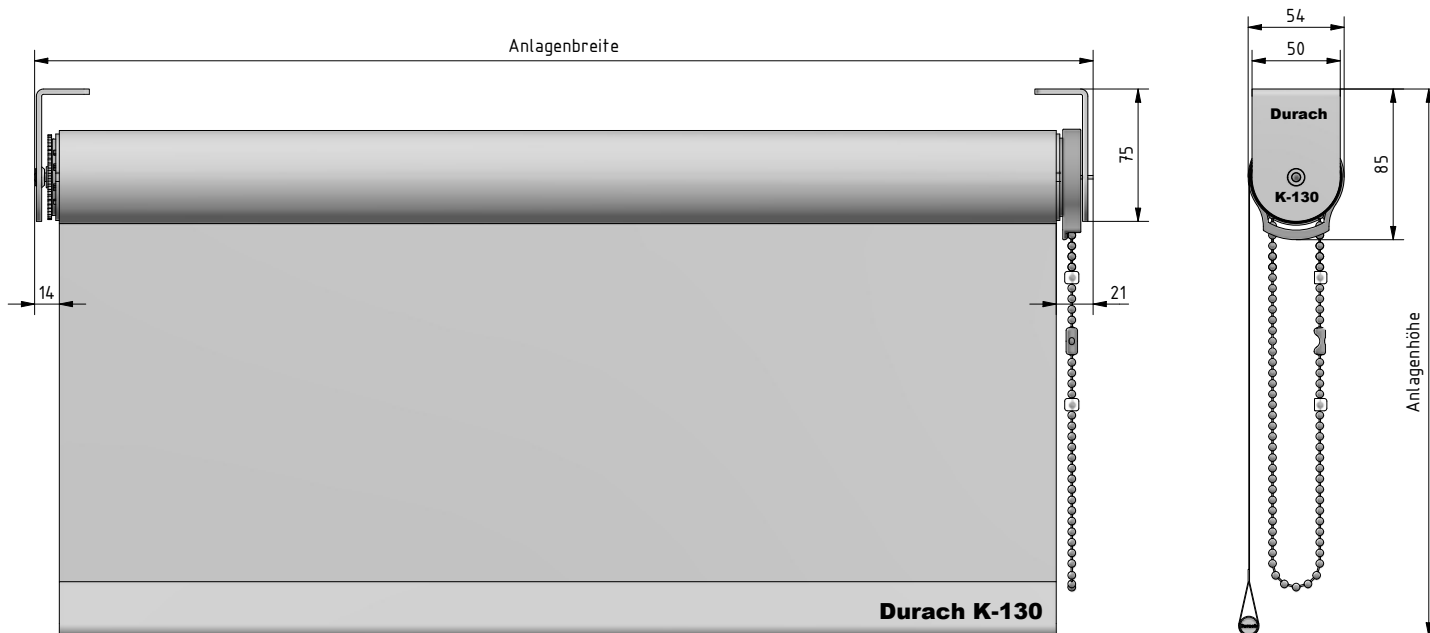 Anlagenbreite
54
50
Durach
75
85
K-130
14
21
Anlagenhöhe
Durach K-130